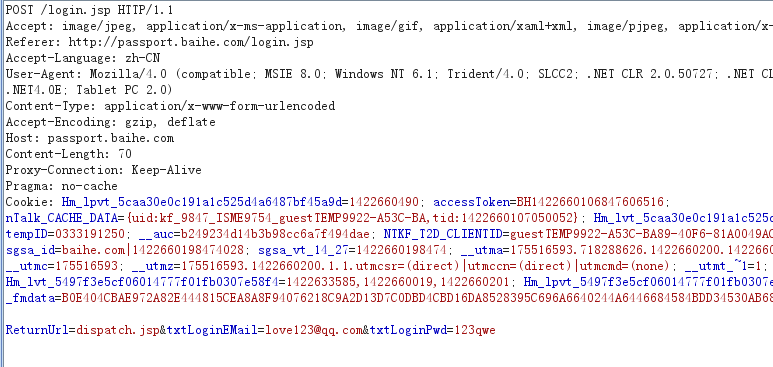 POST /login.jsp HTTP/1.1
Accept: image/jpeg, application/x-ms-application, image/gif, application/xaml+xml, image/pjpeg, application/x-
Referer: http://passport.baihe.com/login.jsp
Accept-Language: zh-CN
User-Agent: Mozilla/4.0 (compatible; MSIE 8.0; Windows NT 6.1; Trident/4.0; SLCC2; .NET CLR 2.0.50727; .NET CL
.NET4.0E; Tablet PC 2.0)
Content-Type: application/x-www-form-urlencoded
Accept-Encoding: gzip, deflate
Host: passport.baihe.com
Content-Length: 70
Proxy-Connection: Keep-Alive
Pragma: no-cache
Cookie: Hm_lpvt_5caa30e0c191a1c525d4a6487bf45a9d=1422660490; accessToken=BH1422660106847606516;
nTalk_CACHE_DATA={uid:kf_9847_ISME9754_guestTEMP9922-A53C-BA,tid:1422660107050052}; Hm_lvt_5caa30e0c191a1c525d
tempID=0333191250; __auc=b249234d14b3b98cc6a7f494dae; NTKF_T2D_CLIENTID=guestTEMP9922-A53C-BA89-40F6-81A0049AC
sgsa_id=baihe.com|1422660198474028; sgsa_vt_14_27=1422660198474; __utma=175516593.718288626.1422660200.1422660
__utmc=175516593; __utmz=175516593.1422660200.1.1.utmcsr=(direct)|utmccn=(direct)|utmcmd=(none); __utmt_~1=1;
Hm_lvt_5497f3e5cf06014777f01fb0307e58f4=1422633585,1422660019,1422660201; Hm_lpvt_5497f3e5cf06014777f01fb0307e
_fmdata=B0E404CBAE972A82E444815CEA8A8F94076218C9A2D13D7C0DBD4CBD16DA8528395C696A6640244A6446684584BDD34530AB68
ReturnUrl=dispatch.jsp&txtLoginEMail=love123@qq.com&txtLoginPwd=123qwe